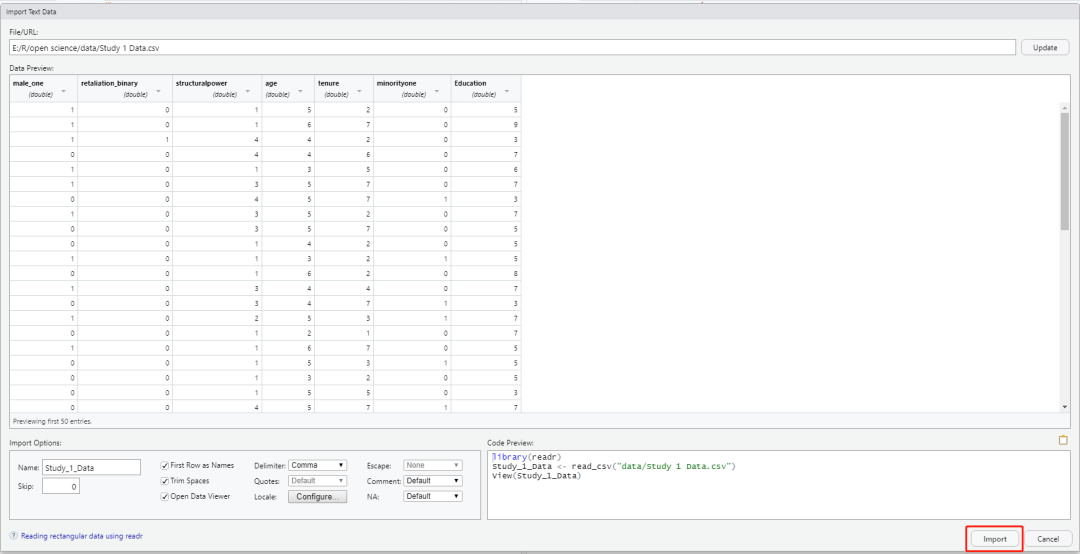 Import Text Data
File/URL:
E:/R/open science/data/Study 1 Data.csv
Update
Data Preview:
male_one retaliation_binary structuralpower age tenure minorityone Education
(double) (double) (double) (double) (double) (double) (double)
1 0 1 5 2 0 5
1 0 1 6 7 0 9
1 1 4 4 2 0 3
0 0 4 4 6 0 7
1 0 1 3 5 0 6
1 0 3 5 7 0 7
0 0 4 5 7 1 3
1 0 3 5 2 0 7
0 0 3 5 7 0 5
0 0 1 4 2 0 5
1 0 1 3 2 1 5
0 0 1 6 2 0 8
1 0 3 4 4 0 7
0 0 3 4 7 1 3
1 0 2 5 3 1 7
0 0 1 2 1 0 7
1 0 1 6 7 0 5
0 0 1 5 3 1 5
0 0 1 3 2 0 5
0 0 1 5 5 0 3
0 0 4 5 7 1 7
Previewing first 50 entries.
Import Options:
Name: Study_1_Data
Skip: 0
First Row as Names
Trim Spaces
Open Data Viewer
Delimiter: Comma
Quotes: Default
Locale: Configure...
Escape: None
Comment: Default
NA: Default
Code Preview:
library(readr)
Study_1_Data <- read_csv("data/Study 1 Data.csv")
View(Study_1_Data)
? Reading rectangular data using readr
Import
Cancel